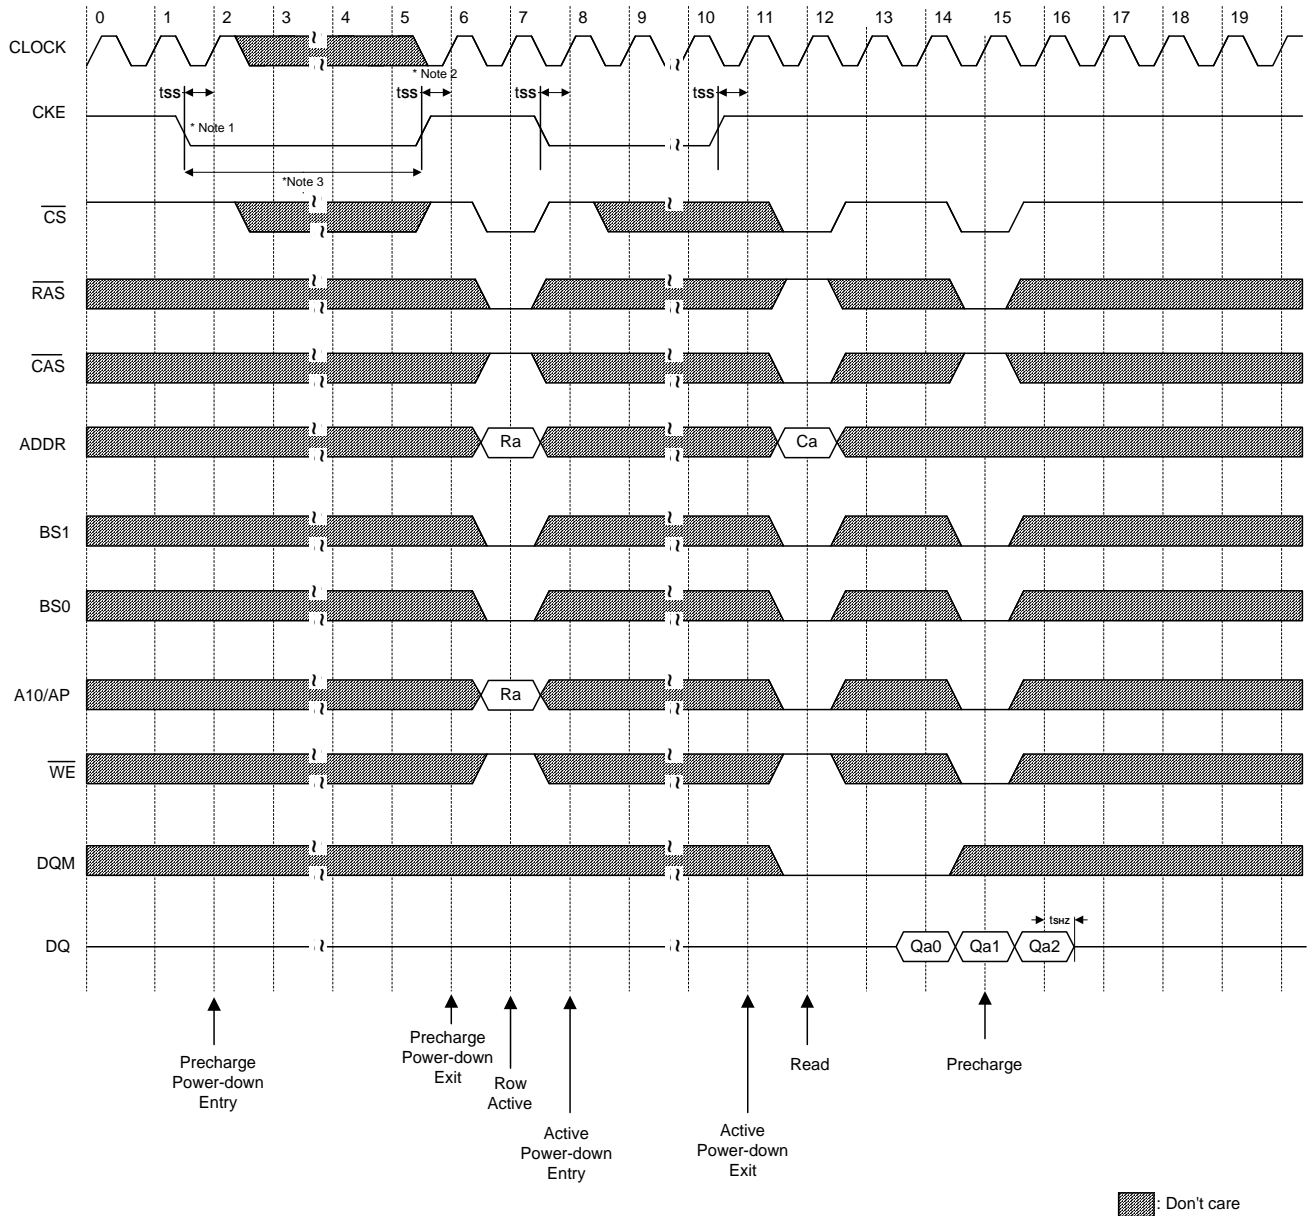 0 1 2 3 4 5 6 7 8 9 10 11 12 13 14 15 16 17 18 19
CLOCK
* Note 2
tss tss tss tss
CKE
* Note 1
*Note 3
CS
RAS
CAS
ADDR Ra Ca
BS1
BS0
A10/AP Ra
WE
DQM
tSHZ
DQ Qa0 Qa1 Qa2
Precharge
Power-down
Entry
Precharge
Power-down
Exit
Row
Active
Active
Power-down
Entry
Active
Power-down
Exit
Read
Precharge
: Don't care